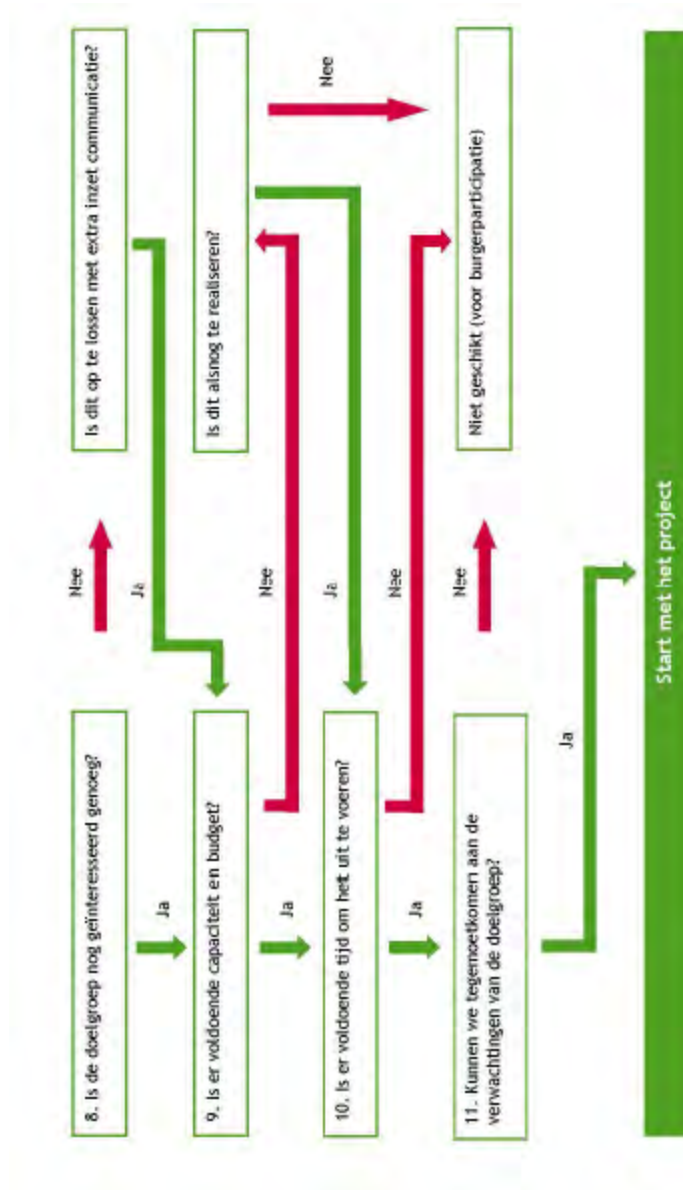 8. Is de doelgroep nog geïnteresseerd genoeg?
Nee
Is dit op te lossen met extra inzet communicatie?
Ja
Ja
9. Is er voldoende capaciteit en budget?
Is dit alsnog te realiseren?
Ja
Nee
Nee
10. Is er voldoende tijd om het uit te voeren?
Ja
Ja
Nee
11. Kunnen we tegemoetkomen aan de
verwachtingen van de doelgroep?
Nee
Niet geschikt (voor burgerparticipatie)
Ja
Start met het project